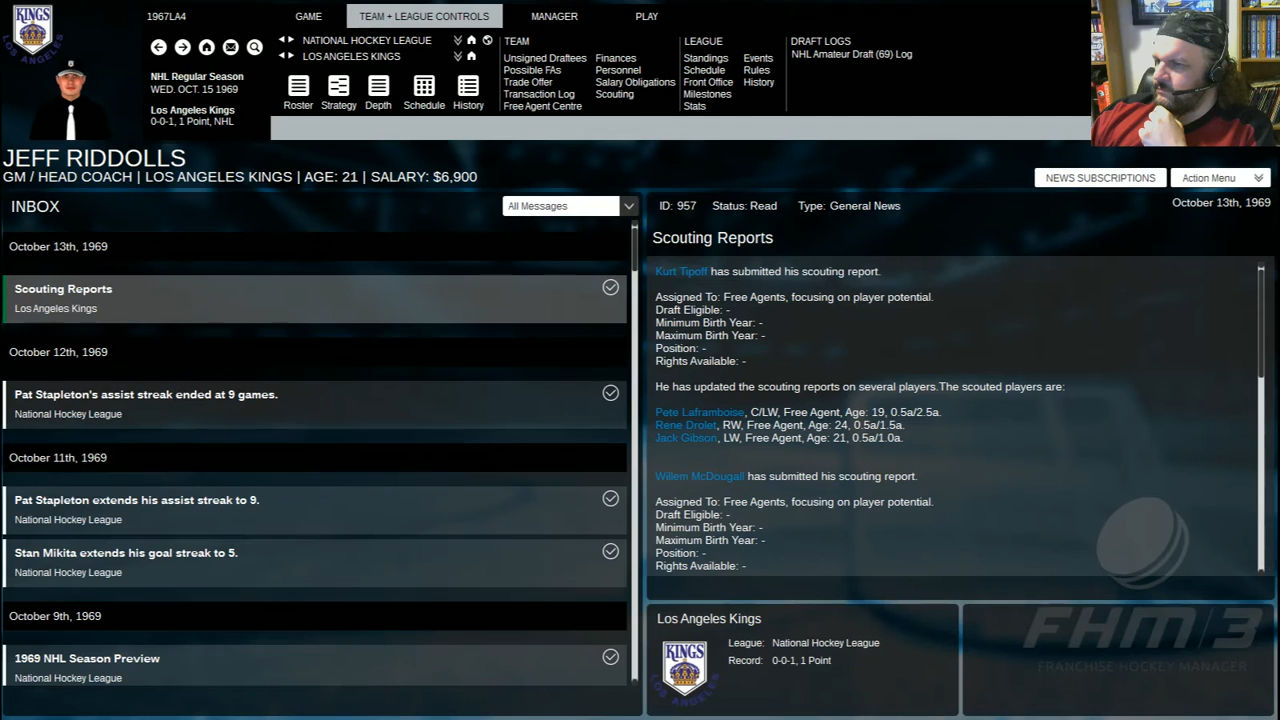 KINGS
LOS ANGELES
1967LA4
GAME
TEAM + LEAGUE CONTROLS
MANAGER
PLAY
NATIONAL HOCKEY LEAGUE
LOS ANGELES KINGS
NHL Regular Season
WED. OCT. 15 1969
Los Angeles Kings
0-0-1, 1 Point, NHL
Roster
Strategy
Depth
Schedule
History
TEAM
Unsigned Draftees
Possible FAs
Trade Offer
Transaction Log
Free Agent Centre
Finances
Personnel
Salary Obligations
Scouting
LEAGUE
Standings
Schedule
Front Office
Milestones
Stats
Events
Rules
History
DRAFT LOGS
NHL Amateur Draft (69) Log
JEFF RIDDOLLS
GM / HEAD COACH | LOS ANGELES KINGS | AGE: 21 | SALARY: $6,900
NEWS SUBSCRIPTIONS
Action Menu
INBOX
All Messages
October 13th, 1969
Scouting Reports
Los Angeles Kings
October 12th, 1969
Pat Stapleton's assist streak ended at 9 games.
National Hockey League
October 11th, 1969
Pat Stapleton extends his assist streak to 9.
National Hockey League
Stan Mikita extends his goal streak to 5.
National Hockey League
October 9th, 1969
1969 NHL Season Preview
National Hockey League
ID: 957 Status: Read Type: General News
October 13th, 1969
Scouting Reports
Kurt Tipoff has submitted his scouting report.
Assigned To: Free Agents, focusing on player potential.
Draft Eligible: -
Minimum Birth Year: -
Maximum Birth Year: -
Position: -
Rights Available: -
He has updated the scouting reports on several players.The scouted players are:
Pete Laframboise, C/LW, Free Agent, Age: 19, 0.5a/2.5a.
Rene Drolet, RW, Free Agent, Age: 24, 0.5a/1.5a.
Jack Gibson, LW, Free Agent, Age: 21, 0.5a/1.0a.
Willem McDougall has submitted his scouting report.
Assigned To: Free Agents, focusing on player potential.
Draft Eligible: -
Minimum Birth Year: -
Maximum Birth Year: -
Position: -
Rights Available: -
Los Angeles Kings
KINGS
LOS ANGELES
League: National Hockey League
Record: 0-0-1, 1 Point
FHM/3
FRANCHISE HOCKEY MANAGER